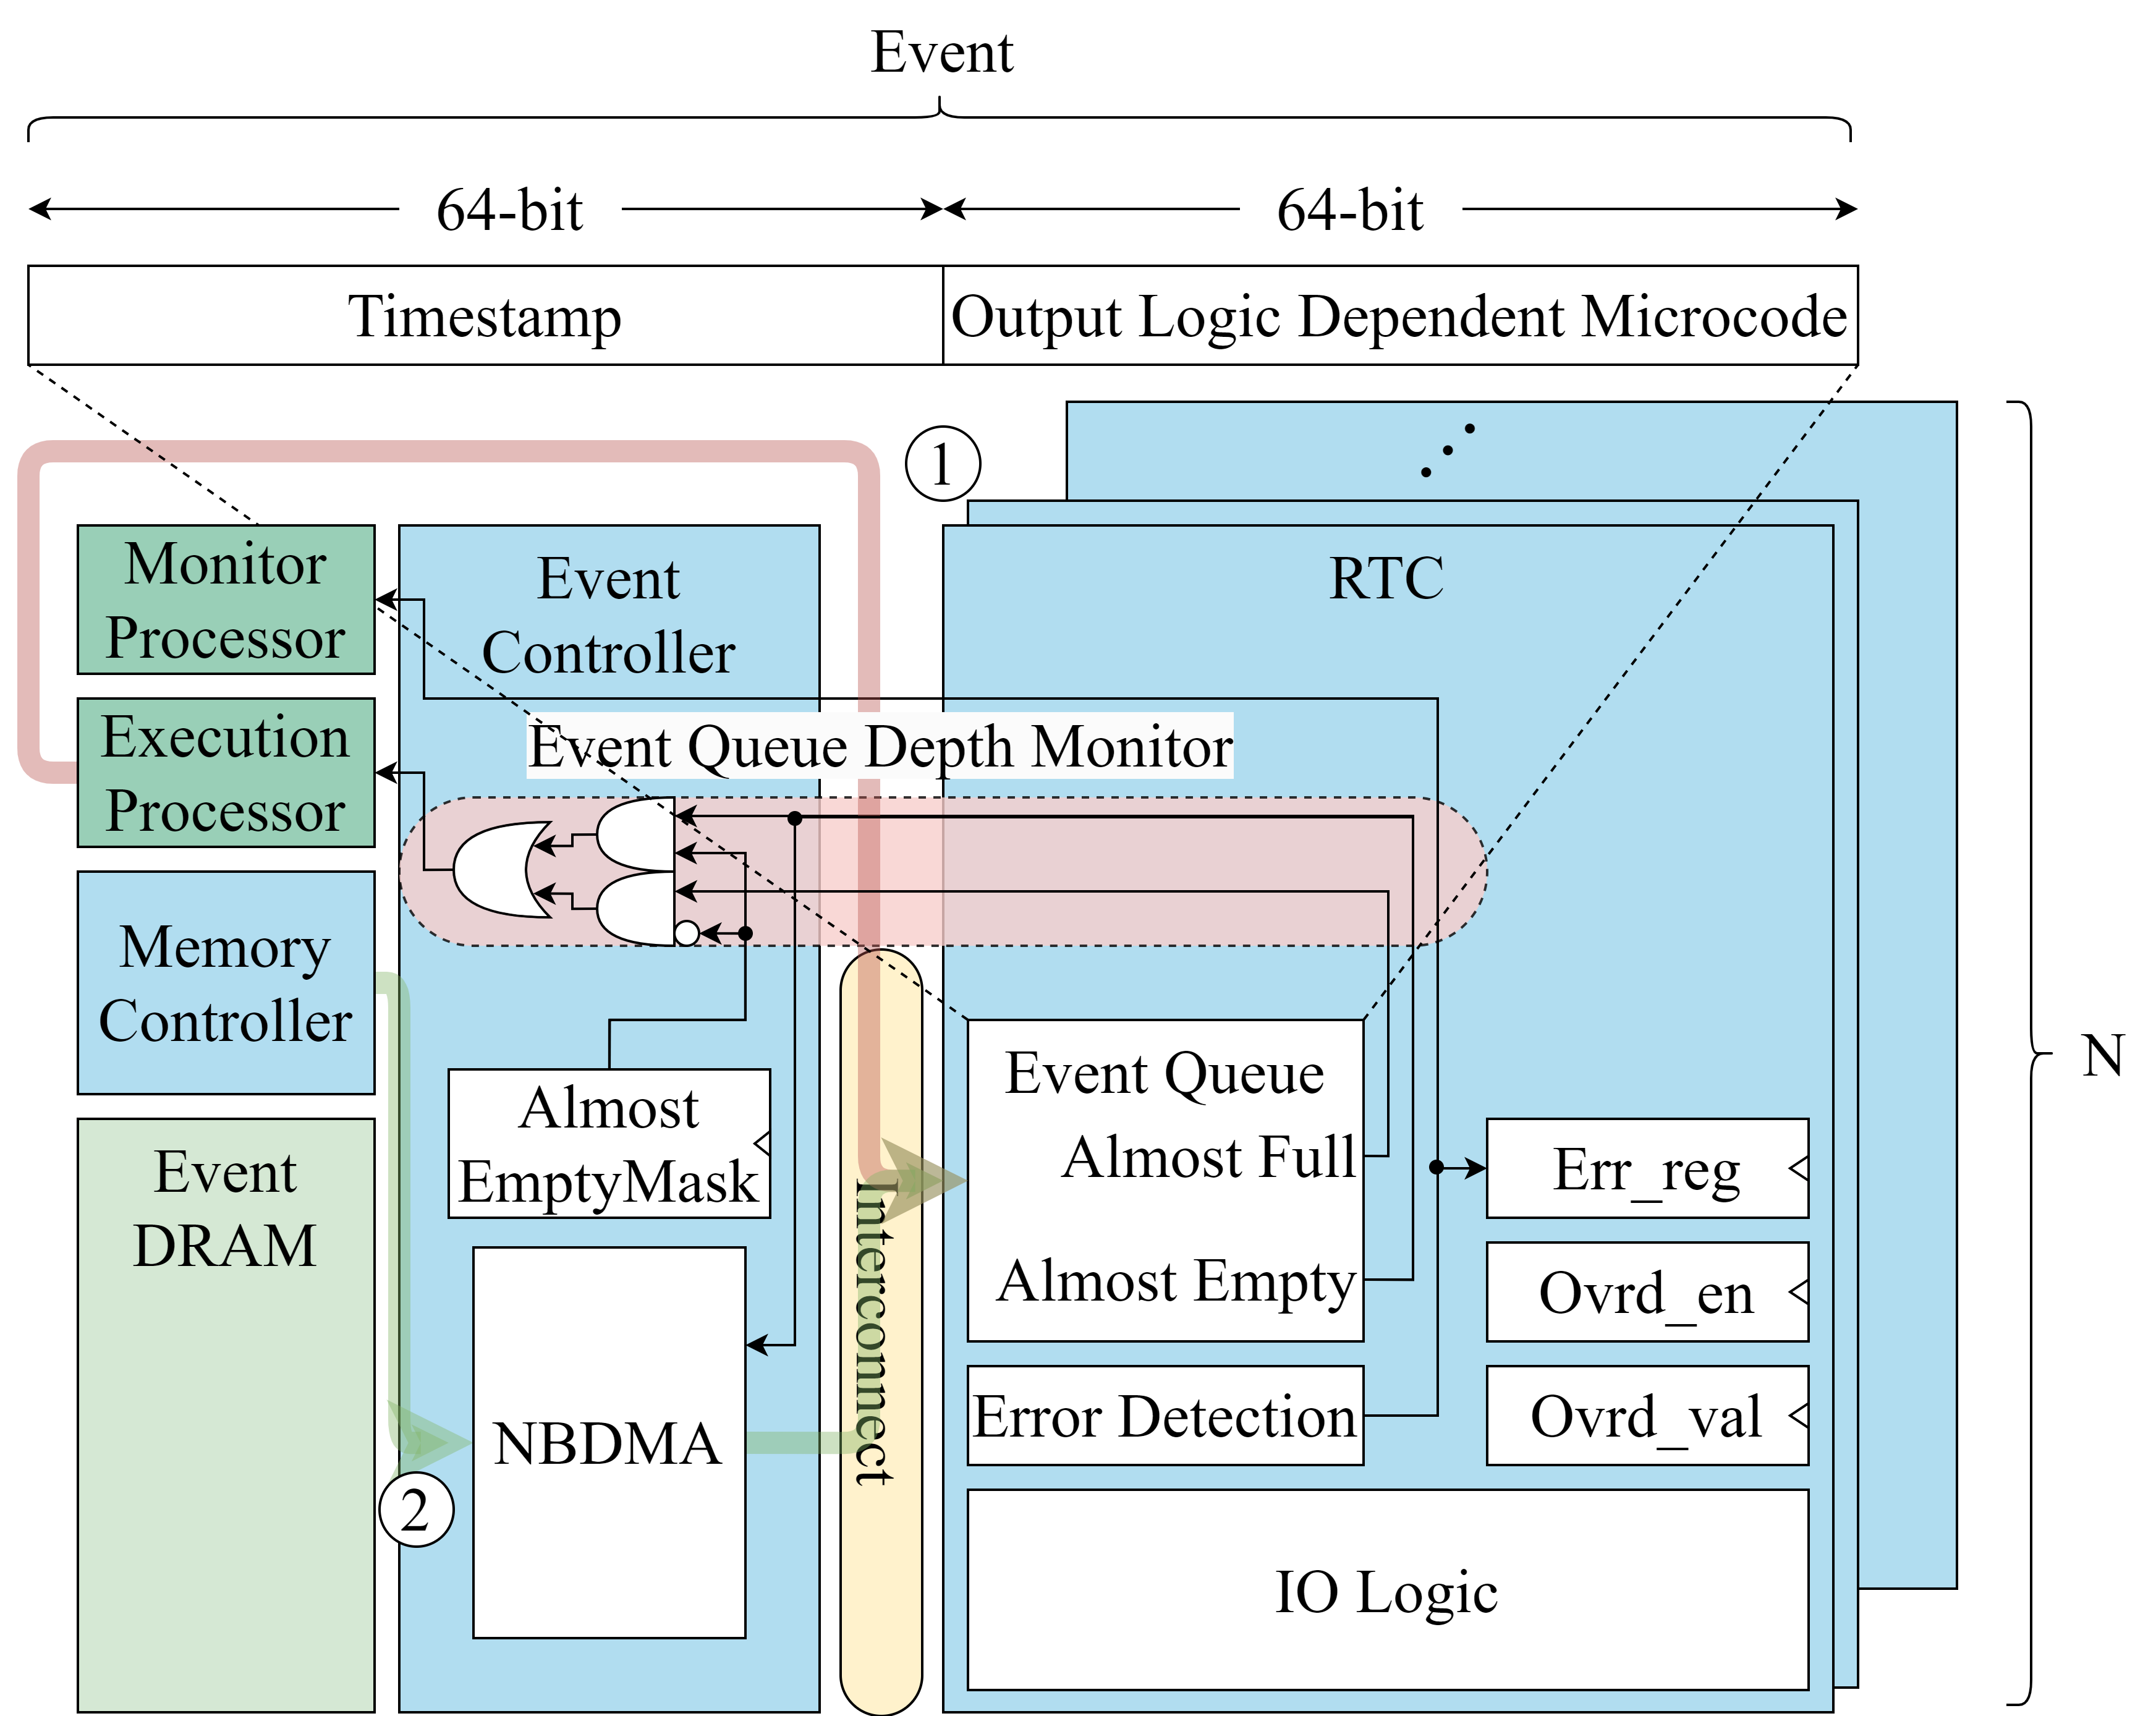 Event
64-bit
64-bit
Timestamp
Output Logic Dependent Microcode
1
Monitor
Processor
Event
Controller
RTC
Execution
Processor
Event Queue Depth Monitor
Memory
Controller
Almost
EmptyMask
Event Queue
Almost Full
Almost Empty
N
Event
DRAM
Err_reg
Ovrd_en
Ovrd_val
Interconnect
NBDMA
Error Detection
2
IO Logic